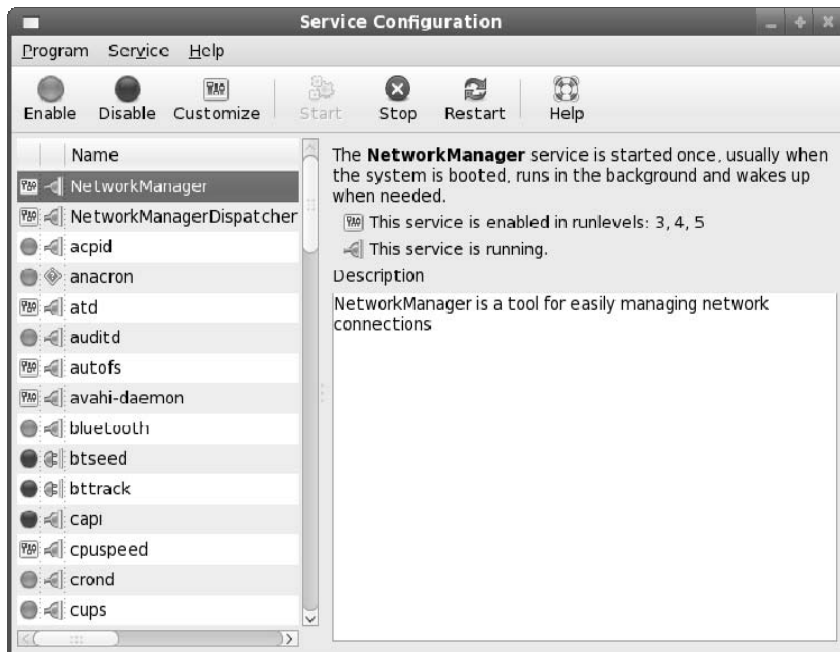 Service Configuration
Program Service Help
Enable Disable Customize Start Stop Restart Help
Name
NetworkManager
NetworkManagerDispatcher
acpid
anacron
atd
auditd
autofs
avahi-daemon
bluetooth
btseed
bttrack
capi
cpuspeed
crond
cups
The NetworkManager service is started once, usually when
the system is booted, runs in the background and wakes up
when needed.
This service is enabled in runlevels: 3, 4, 5
This service is running.
Description
NetworkManager is a tool for easily managing network
connections